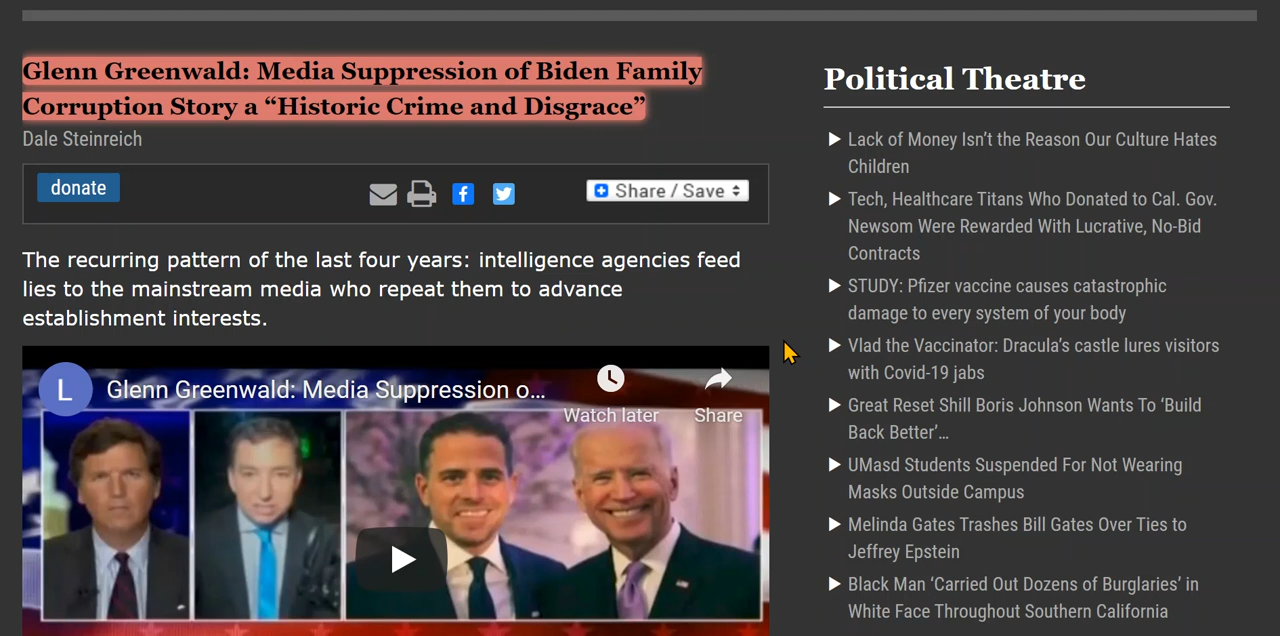 Glenn Greenwald: Media Suppression of Biden Family
Corruption Story a “Historic Crime and Disgrace”
Dale Steinreich
donate
Share / Save
The recurring pattern of the last four years: intelligence agencies feed
lies to the mainstream media who repeat them to advance
establishment interests.
L
Glenn Greenwald: Media Suppression o...
Watch later
Share
Political Theatre
Lack of Money Isn’t the Reason Our Culture Hates
Children
Tech, Healthcare Titans Who Donated to Cal. Gov.
Newsom Were Rewarded With Lucrative, No-Bid
Contracts
STUDY: Pfizer vaccine causes catastrophic
damage to every system of your body
Vlad the Vaccinator: Dracula’s castle lures visitors
with Covid-19 jabs
Great Reset Shill Boris Johnson Wants To ‘Build
Back Better’…
UMasd Students Suspended For Not Wearing
Masks Outside Campus
Melinda Gates Trashes Bill Gates Over Ties to
Jeffrey Epstein
Black Man ‘Carried Out Dozens of Burglaries’ in
White Face Throughout Southern California